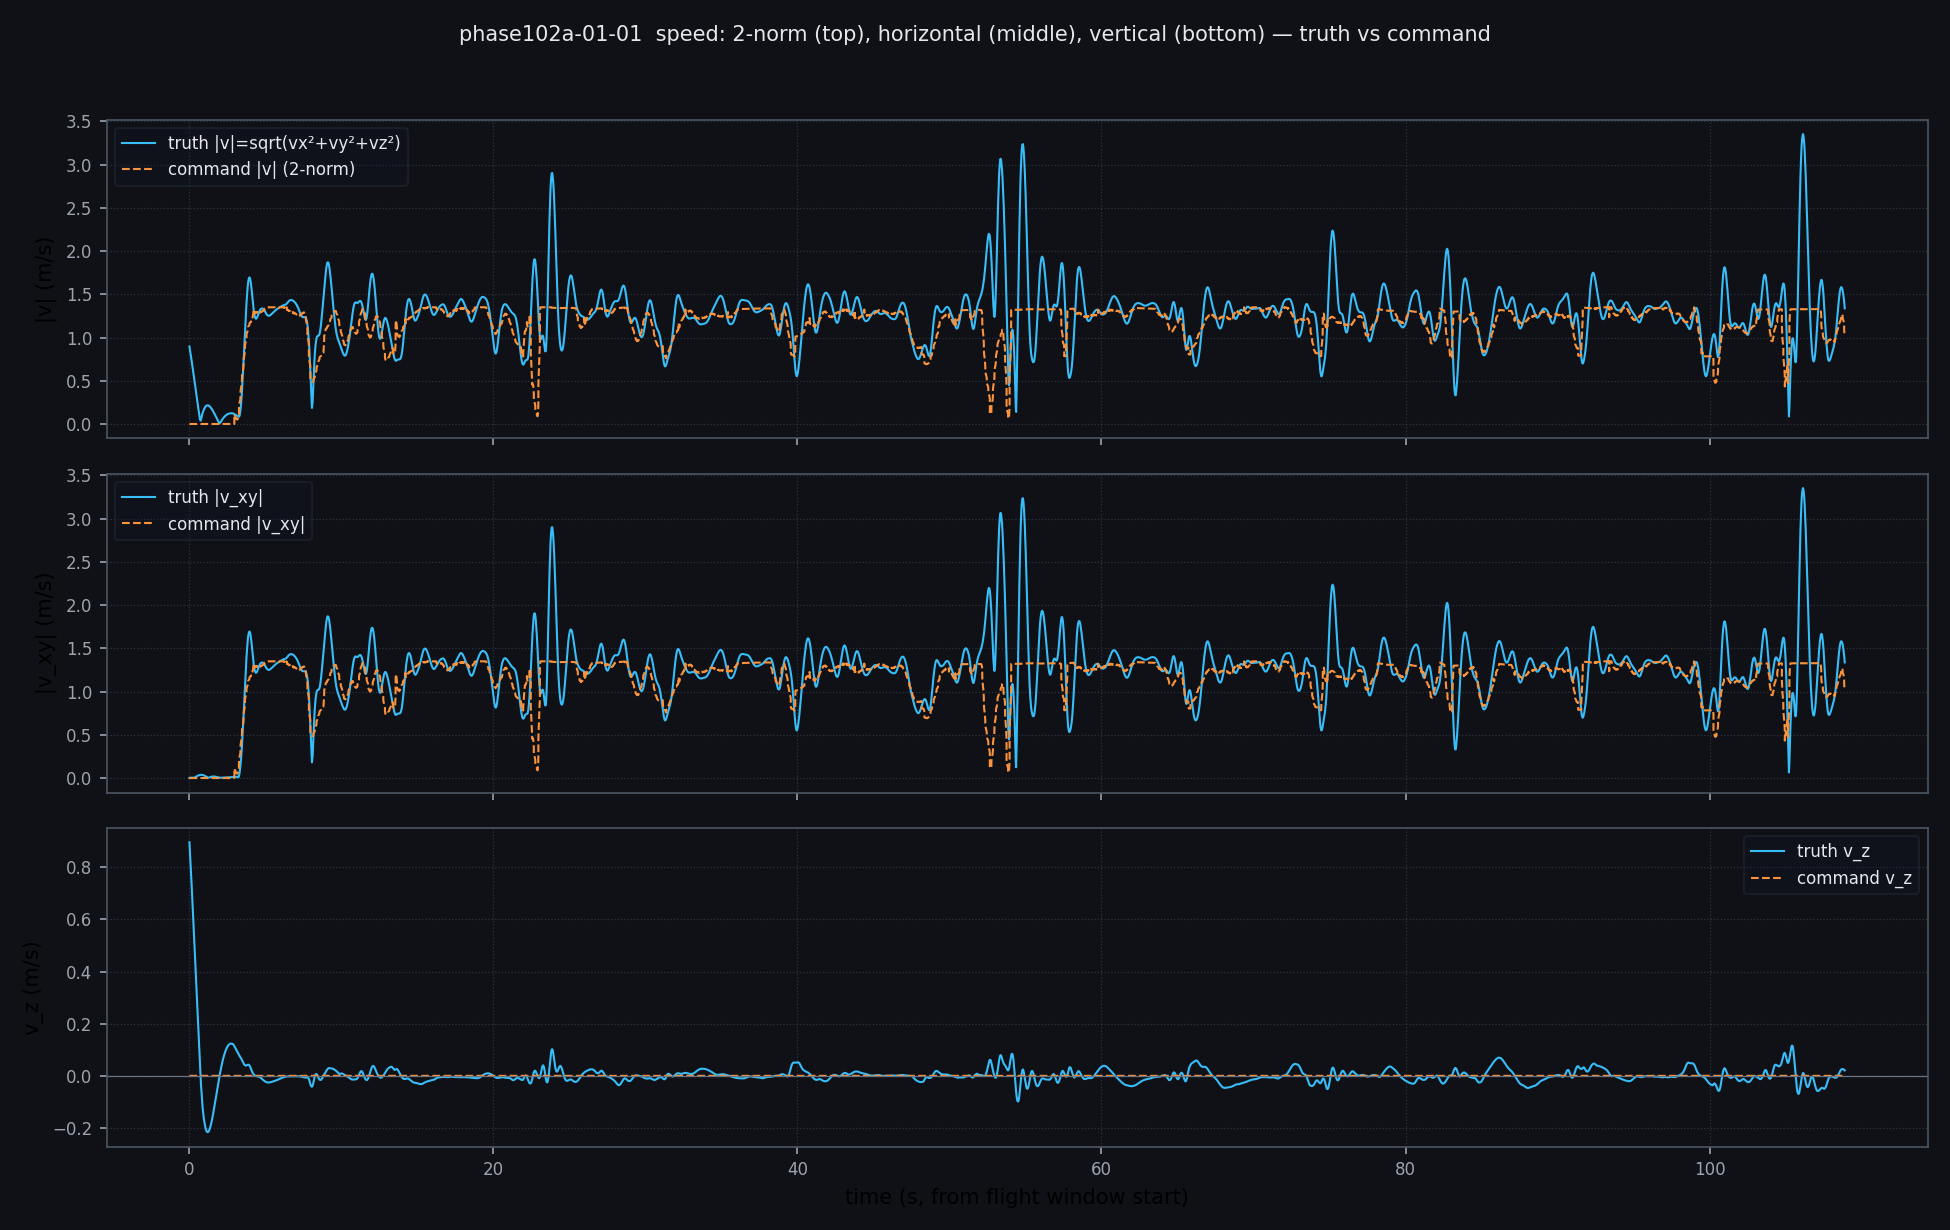 phase102a-01-01  speed: 2-norm (top), horizontal (middle), vertical (bottom) — truth vs command
3.5
3.0
2.5
2.0
1.5
1.0
0.5
0.0
|v| (m/s)
truth |v|=sqrt(vx²+vy²+vz²)
command |v| (2-norm)
3.5
3.0
2.5
2.0
1.5
1.0
0.5
0.0
|v_xy| (m/s)
truth |v_xy|
command |v_xy|
0.8
0.6
0.4
0.2
0.0
−0.2
v_z (m/s)
truth v_z
command v_z
0 20 40 60 80 100
time (s, from flight window start)